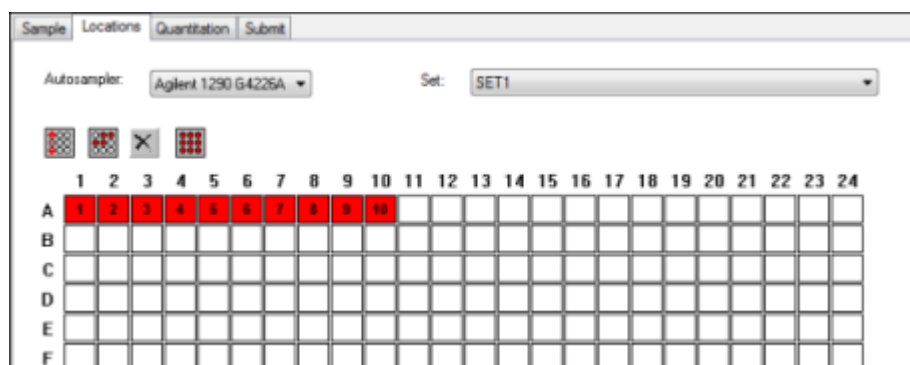 Sample Locations Quantitation Submit
Autosampler: Agilent 1290 G4226A Set: SET1
1 2 3 4 5 6 7 8 9 10 11 12 13 14 15 16 17 18 19 20 21 22 23 24
A 1 2 3 4 5 6 7 8 9 10
B
C
D
E
F